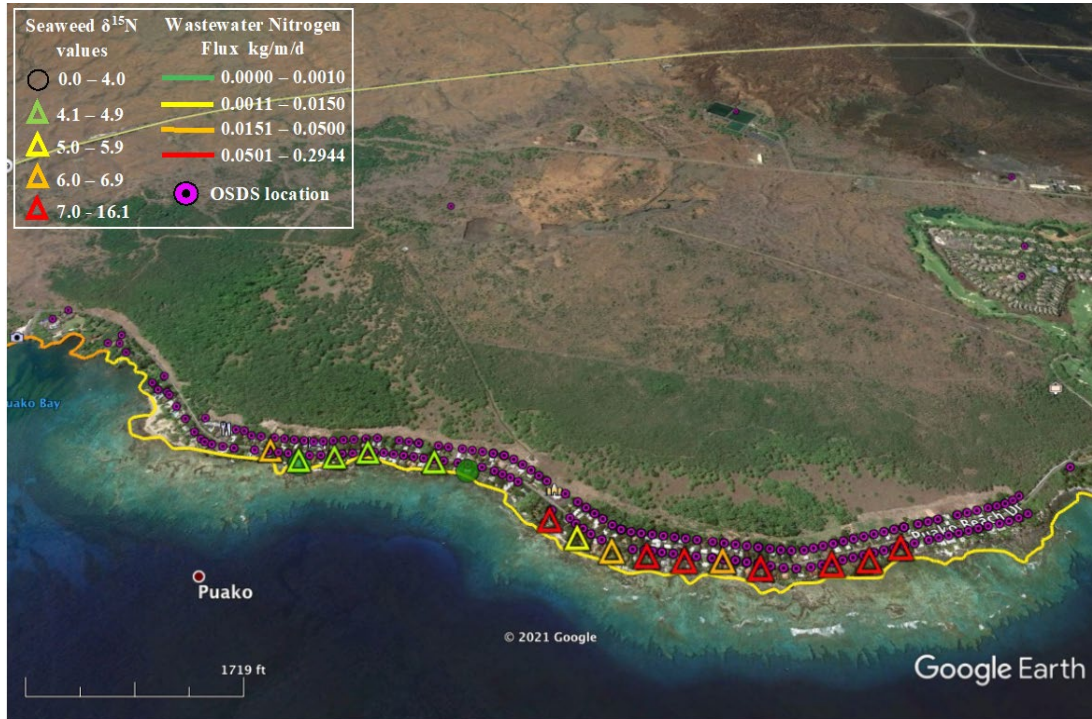 Seaweed δ¹⁵N values
0.0 – 4.0
4.1 – 4.9
5.0 – 5.9
6.0 – 6.9
7.0 - 16.1
Wastewater Nitrogen
Flux kg/m/d
0.0000 – 0.0010
0.0011 – 0.0150
0.0151 – 0.0500
0.0501 – 0.2944
OSDS location
uako Bay
Beach Dr
Puako
© 2021 Google
1719 ft
Google Earth